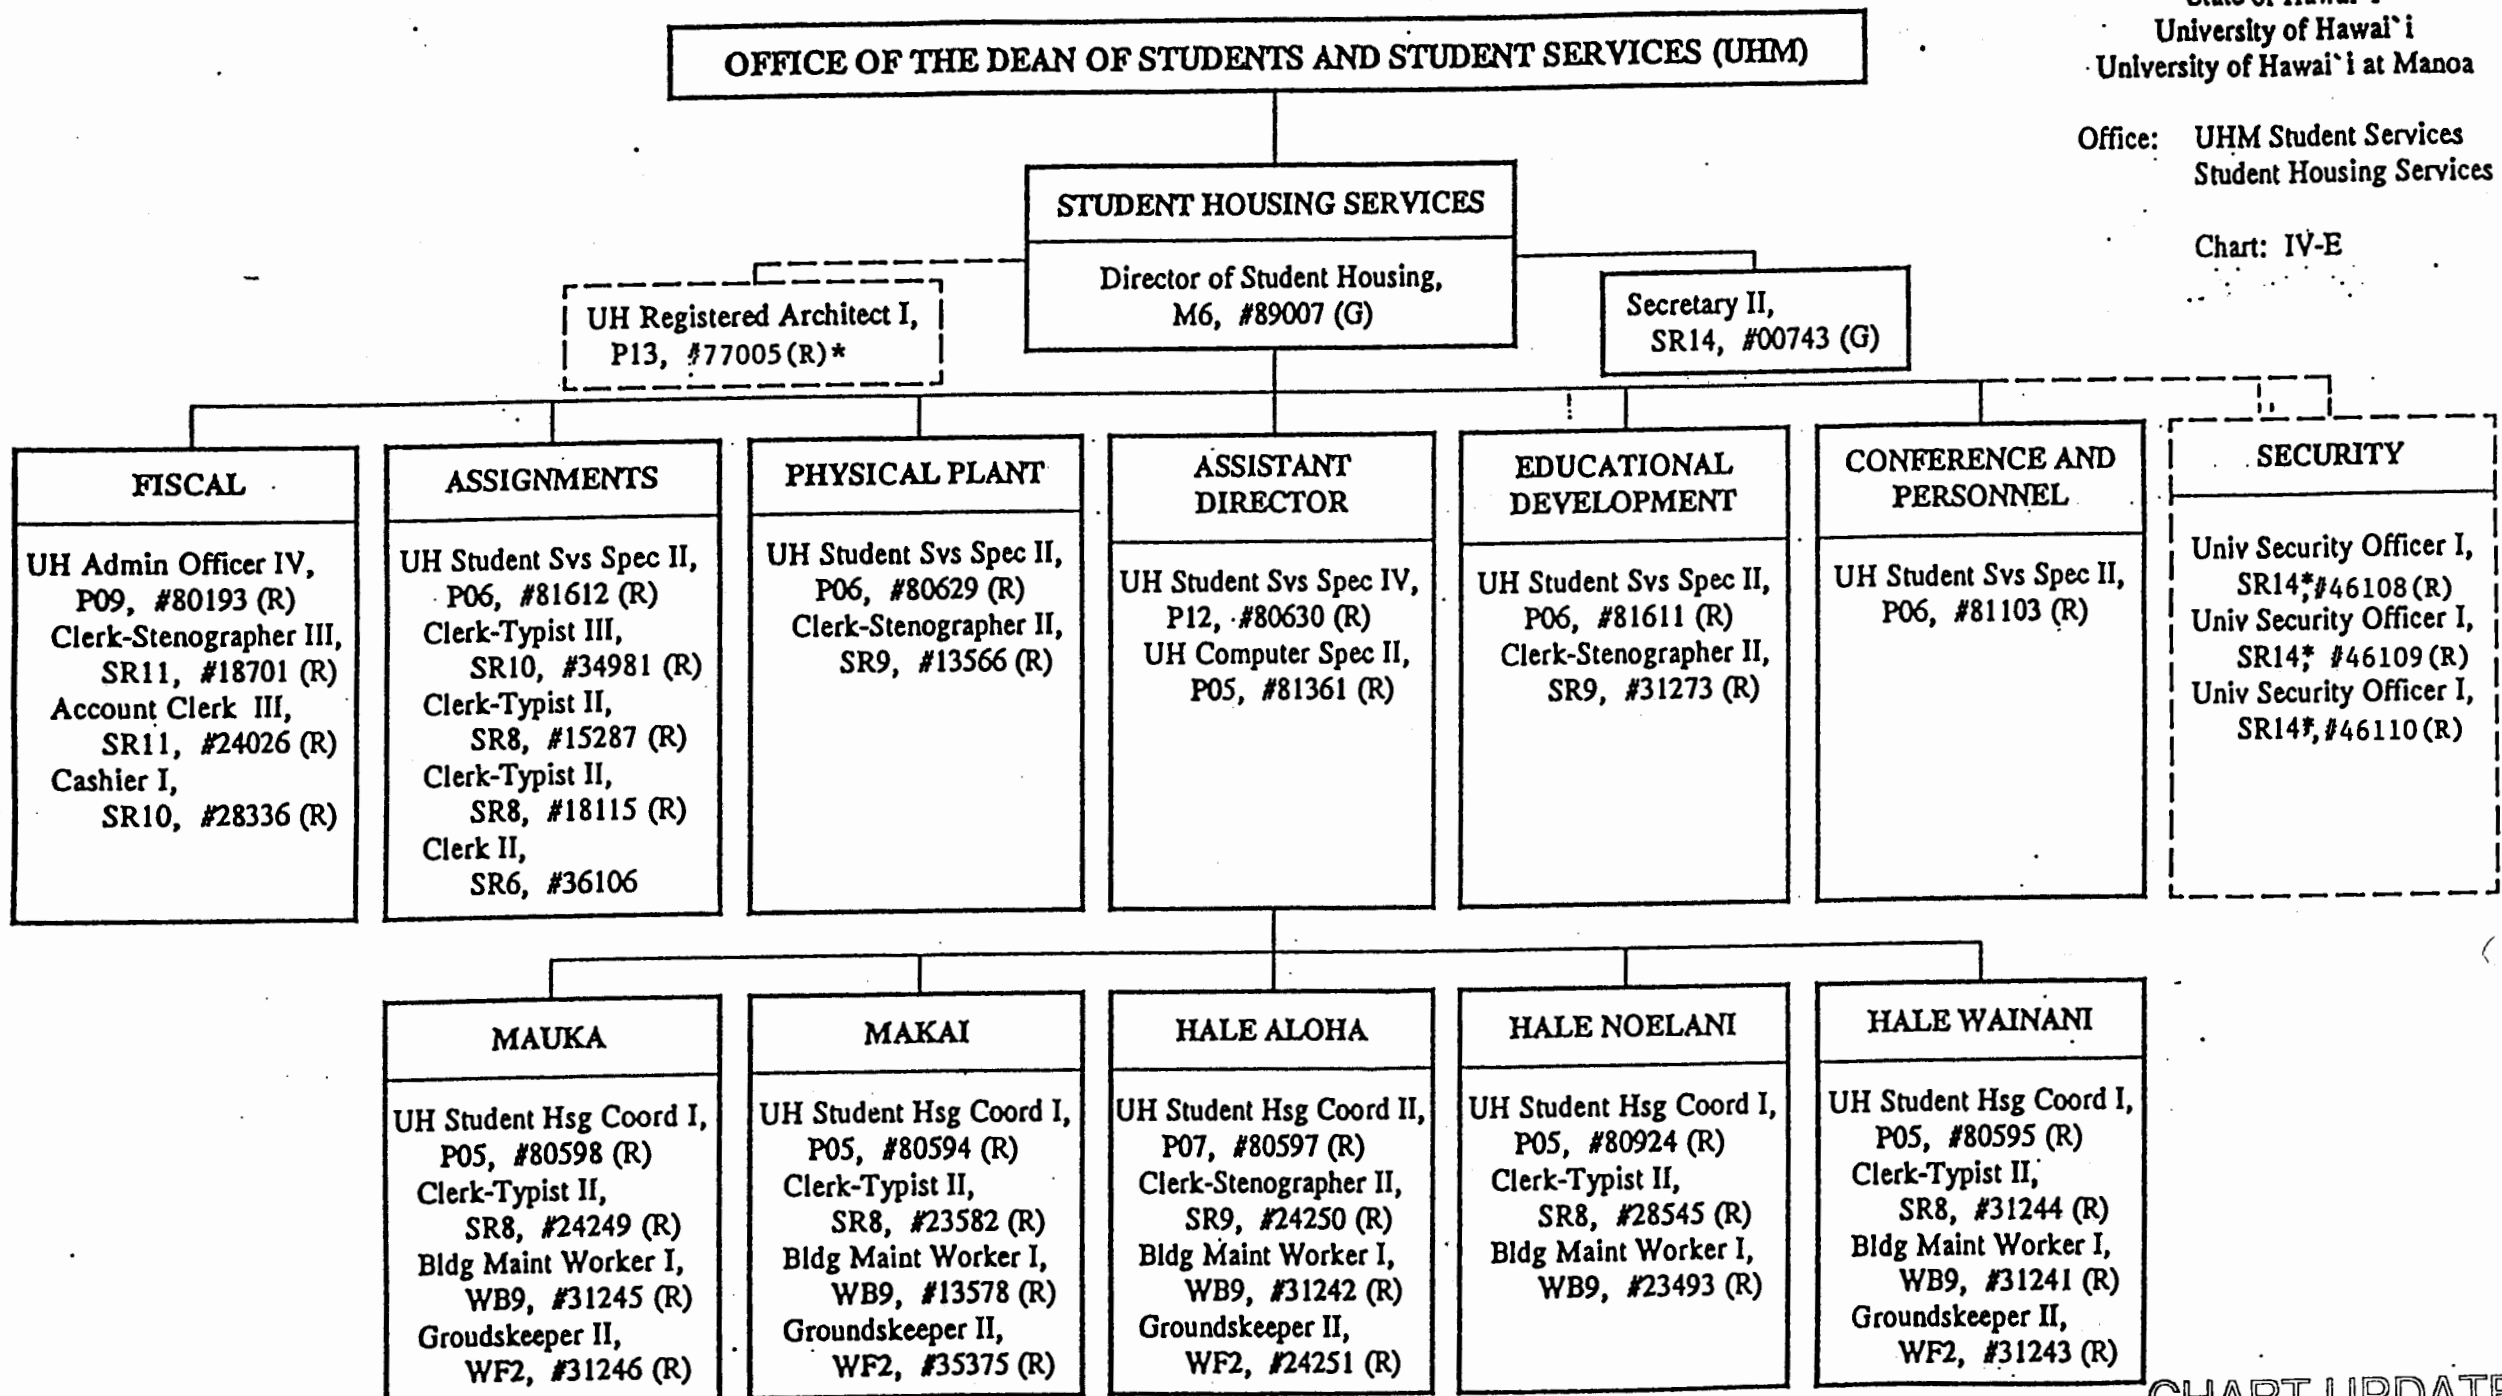 State of Hawai`i
University of Hawai`i
University of Hawai`i at Manoa
Office: UHM Student Services
Student Housing Services
Chart: IV-E
OFFICE OF THE DEAN OF STUDENTS AND STUDENT SERVICES (UHM)
STUDENT HOUSING SERVICES
Director of Student Housing,
M6, #89007 (G)
UH Registered Architect I,
P13, #77005(R)*
Secretary II,
SR14, #00743 (G)
FISCAL
UH Admin Officer IV,
P09, #80193 (R)
Clerk-Stenographer III,
SR11, #18701 (R)
Account Clerk III,
SR11, #24026 (R)
Cashier I,
SR10, #28336 (R)
ASSIGNMENTS
UH Student Svs Spec II,
P06, #81612 (R)
Clerk-Typist III,
SR10, #34981 (R)
Clerk-Typist II,
SR8, #15287 (R)
Clerk-Typist II,
SR8, #18115 (R)
Clerk II,
SR6, #36106
PHYSICAL PLANT
UH Student Svs Spec II,
P06, #80629 (R)
Clerk-Stenographer II,
SR9, #13566 (R)
ASSISTANT
DIRECTOR
UH Student Svs Spec IV,
P12, #80630 (R)
UH Computer Spec II,
P05, #81361 (R)
EDUCATIONAL
DEVELOPMENT
UH Student Svs Spec II,
P06, #81611 (R)
Clerk-Stenographer II,
SR9, #31273 (R)
CONFERENCE AND
PERSONNEL
UH Student Svs Spec II,
P06, #81103 (R)
SECURITY
Univ Security Officer I,
SR14*, #46108(R)
Univ Security Officer I,
SR14*, #46109(R)
Univ Security Officer I,
SR14*, #46110(R)
MAUKA
UH Student Hsg Coord I,
P05, #80598 (R)
Clerk-Typist II,
SR8, #24249 (R)
Bldg Maint Worker I,
WB9, #31245 (R)
Groudskeeper II,
WF2, #31246 (R)
MAKAI
UH Student Hsg Coord I,
P05, #80594 (R)
Clerk-Typist II,
SR8, #23582 (R)
Bldg Maint Worker I,
WB9, #13578 (R)
Groundskeeper II,
WF2, #35375 (R)
HALE ALOHA
UH Student Hsg Coord II,
P07, #80597 (R)
Clerk-Stenographer II,
SR9, #24250 (R)
Bldg Maint Worker I,
WB9, #31242 (R)
Groundskeeper II,
WF2, #24251 (R)
HALE NOELANI
UH Student Hsg Coord I,
P05, #80924 (R)
Clerk-Typist II,
SR8, #28545 (R)
Bldg Maint Worker I,
WB9, #23493 (R)
HALE WAINANI
UH Student Hsg Coord I,
P05, #80595 (R)
Clerk-Typist II,
SR8, #31244 (R)
Bldg Maint Worker I,
WB9, #31241 (R)
Groundskeeper II,
WF2, #31243 (R)
CHART UPDATE